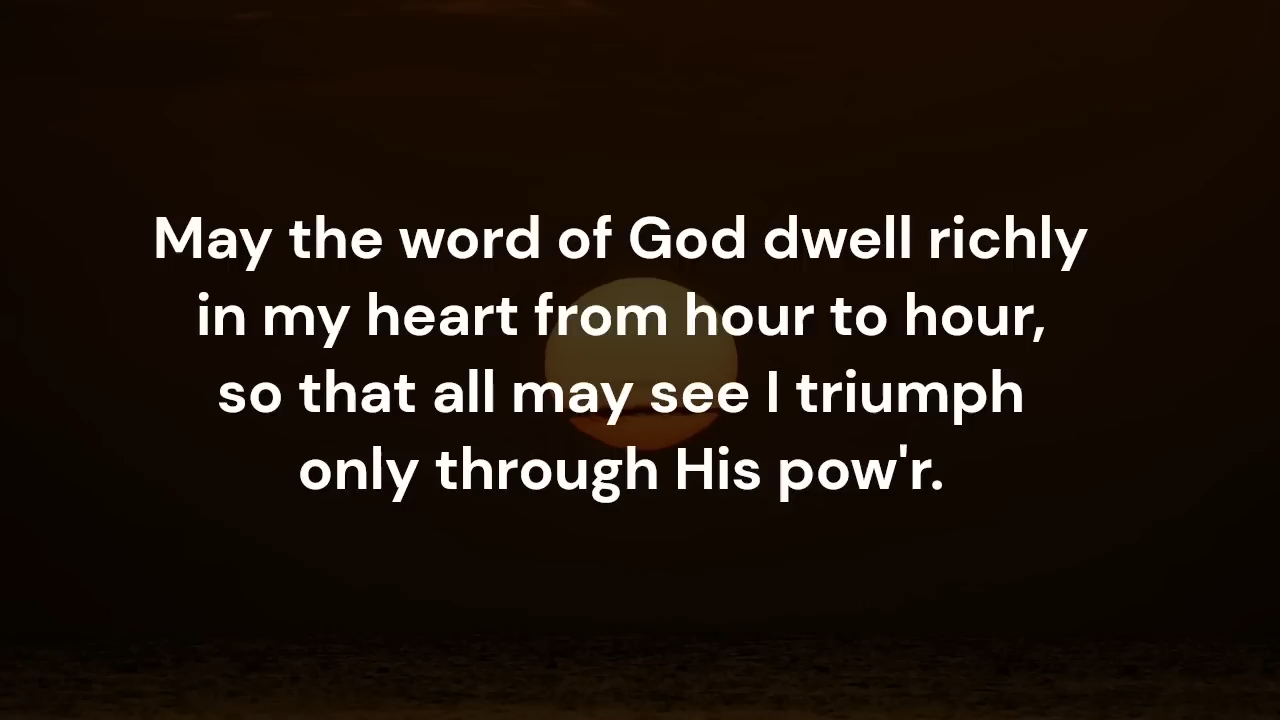 May the word of God dwell richly
in my heart from hour to hour,
so that all may see I triumph
only through His pow'r.